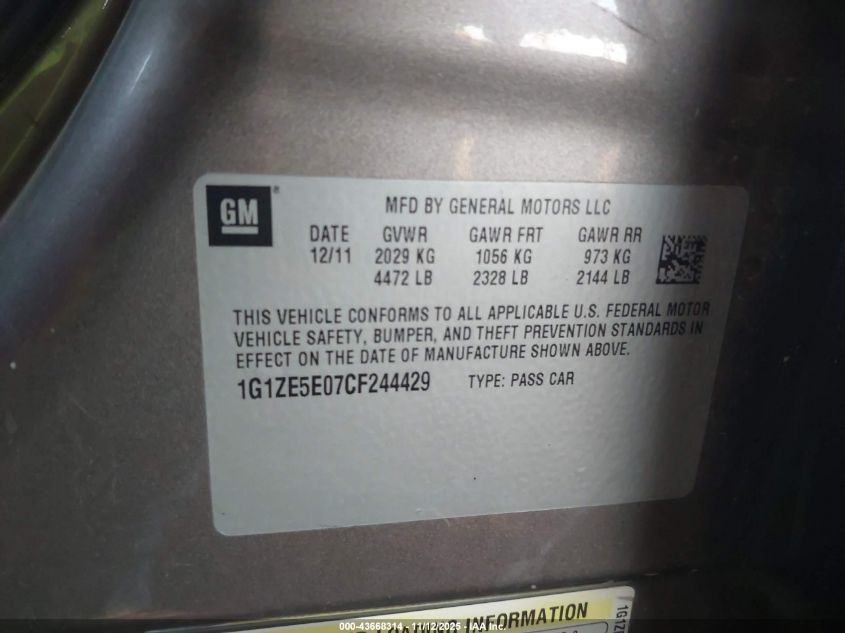 GM
MFD BY GENERAL MOTORS LLC
DATE GVWR GAWR FRT GAWR RR
12/11 2029 KG 1056 KG 973 KG
4472 LB 2328 LB 2144 LB
THIS VEHICLE CONFORMS TO ALL APPLICABLE U.S. FEDERAL MOTOR
VEHICLE SAFETY, BUMPER, AND THEFT PREVENTION STANDARDS IN
EFFECT ON THE DATE OF MANUFACTURE SHOWN ABOVE.
1G1ZE5E07CF244429 TYPE: PASS CAR
INFORMATION
1G1Z
000-43668314 - 11/12/2025 - IAA Inc.